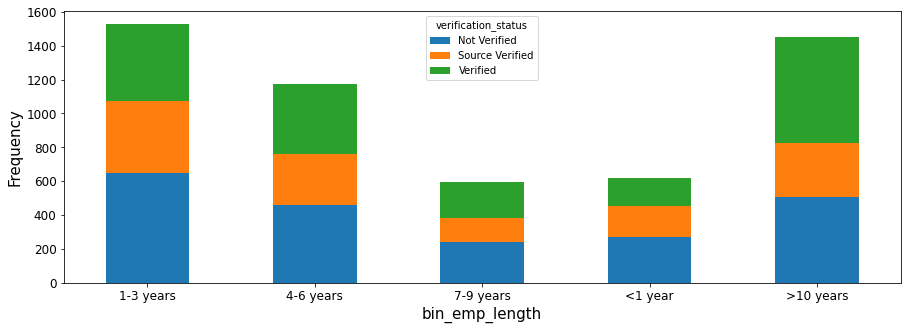 1600
1400
1200
1000
800
600
400
200
0
Frequency
verification_status
Not Verified
Source Verified
Verified
1-3 years
4-6 years
7-9 years
<1 year
>10 years
bin_emp_length